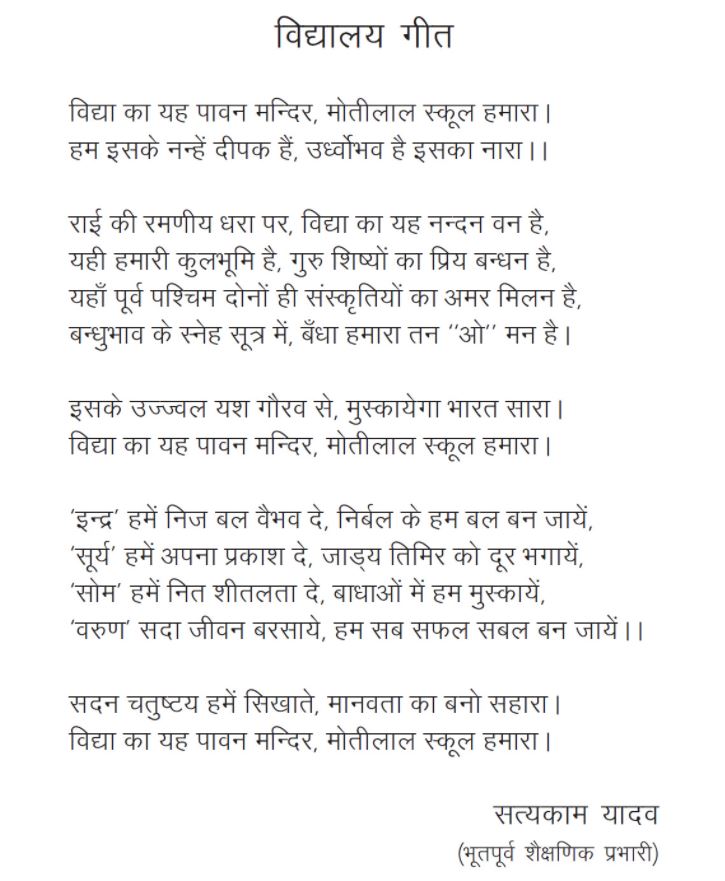 विद्यालय गीत
विद्या का यह पावन मन्दिर, मोतीलाल स्कूल हमारा।
हम इसके नन्हें दीपक हैं, उर्ध्वोभव है इसका नारा।।
राई की रमणीय धरा पर, विद्या का यह नन्दन वन है,
यही हमारी कुलभूमि है, गुरु शिष्यों का प्रिय बन्धन है,
यहाँ पूर्व पश्चिम दोनों ही संस्कृतियों का अमर मिलन है,
बन्धुभाव के स्नेह सूत्र में, बँधा हमारा तन ‘‘ओ’’ मन है।
इसके उज्ज्वल यश गौरव से, मुस्कायेगा भारत सारा।
विद्या का यह पावन मन्दिर, मोतीलाल स्कूल हमारा।
‘इन्द्र’ हमें निज बल वैभव दे, निर्बल के हम बल बन जायें,
‘सूर्य’ हमें अपना प्रकाश दे, जाड्य तिमिर को दूर भगायें,
‘सोम’ हमें नित शीतलता दे, बाधाओं में हम मुस्कायें,
‘वरुण’ सदा जीवन बरसाये, हम सब सफल सबल बन जायें।।
सदन चतुष्टय हमें सिखाते, मानवता का बनो सहारा।
विद्या का यह पावन मन्दिर, मोतीलाल स्कूल हमारा।
सत्यकाम यादव
(भूतपूर्व शैक्षणिक प्रभारी)